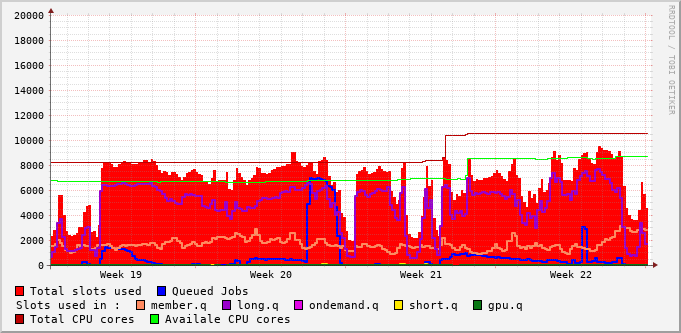 20000
18000
16000
14000
12000
10000
8000
6000
4000
2000
0
Week 19 Week 20 Week 21 Week 22
Total slots used Queued Jobs
Slots used in : member.q long.q ondemand.q short.q gpu.q
Total CPU cores Availale CPU cores
RRDTOOL / TOBI OETIKER